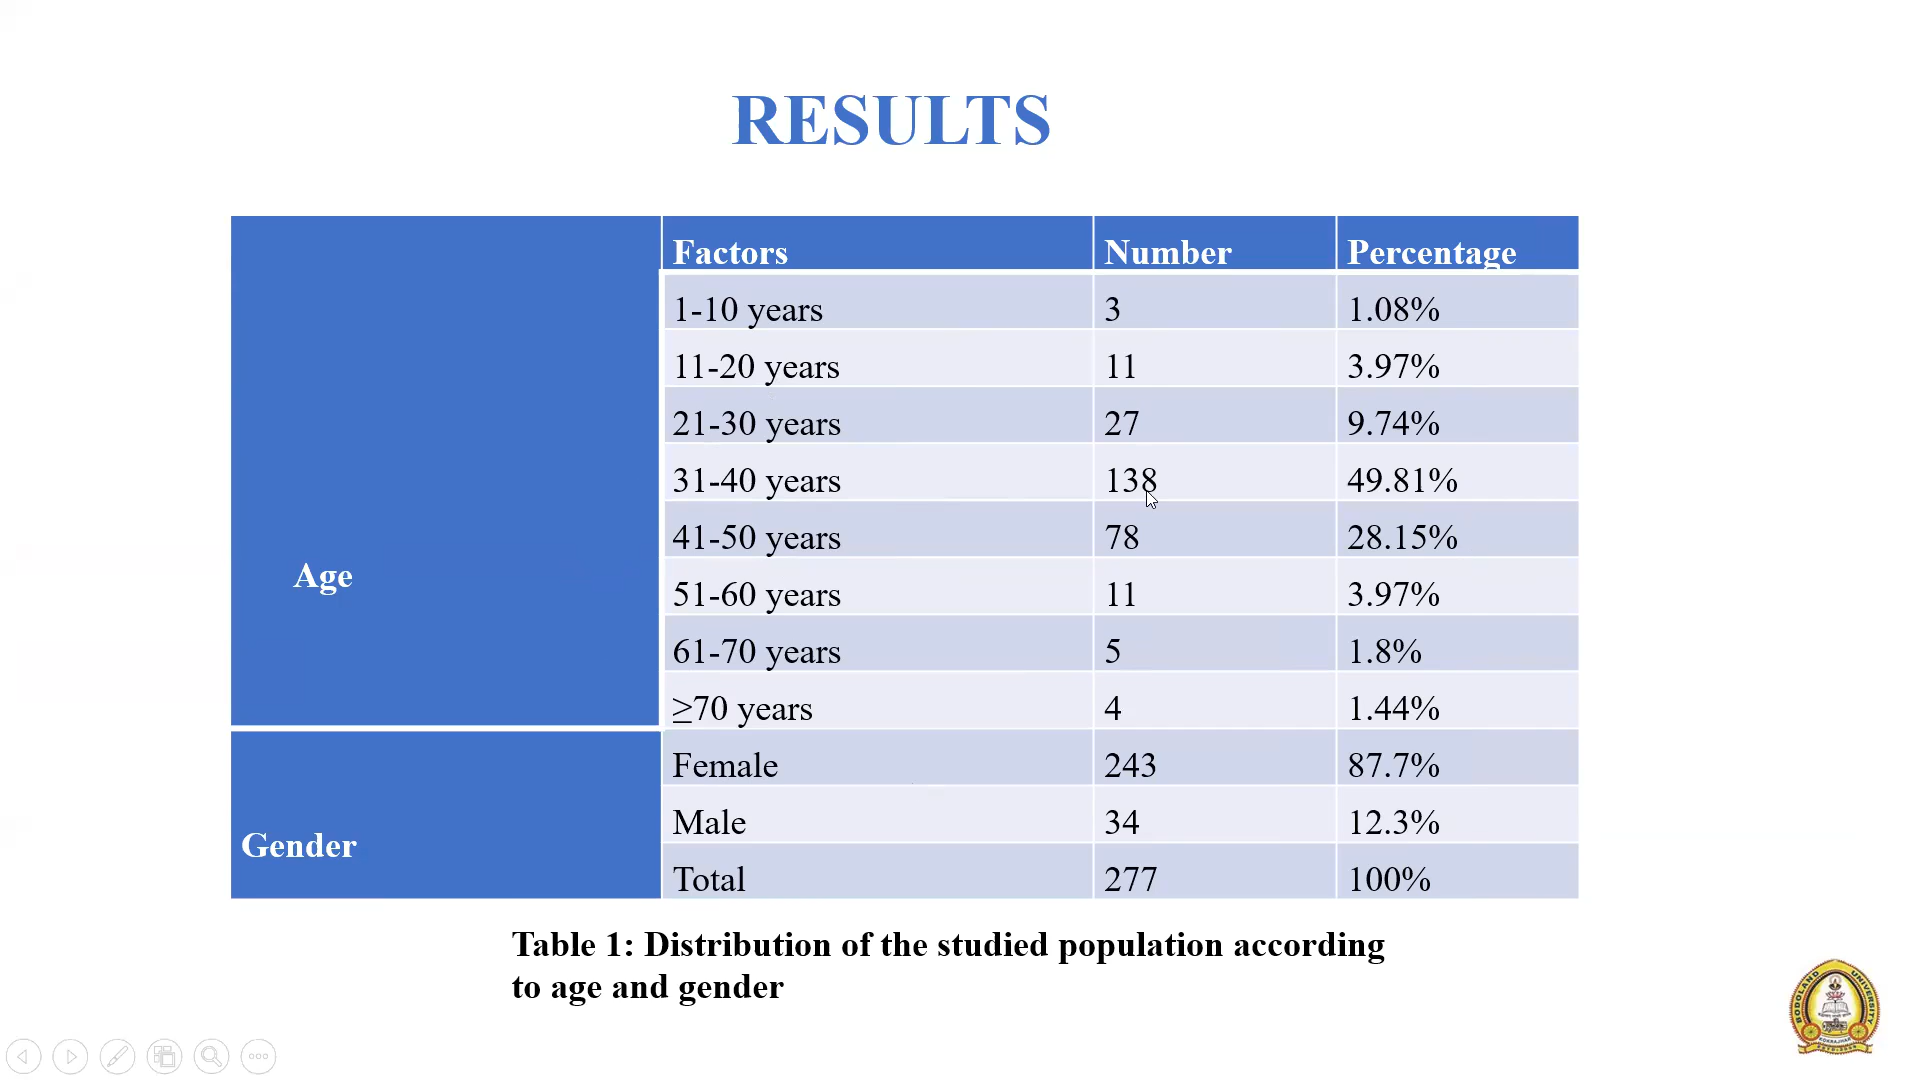 RESULTS
Factors Number Percentage
1-10 years 3 1.08%
11-20 years 11 3.97%
21-30 years 27 9.74%
31-40 years 138 49.81%
41-50 years 78 28.15%
Age
51-60 years 11 3.97%
61-70 years 5 1.8%
≥70 years 4 1.44%
Female 243 87.7%
Male 34 12.3%
Gender
Total 277 100%
Table 1: Distribution of the studied population according
to age and gender
BODOLAND UNIVERSITY
KOKRAJHAR